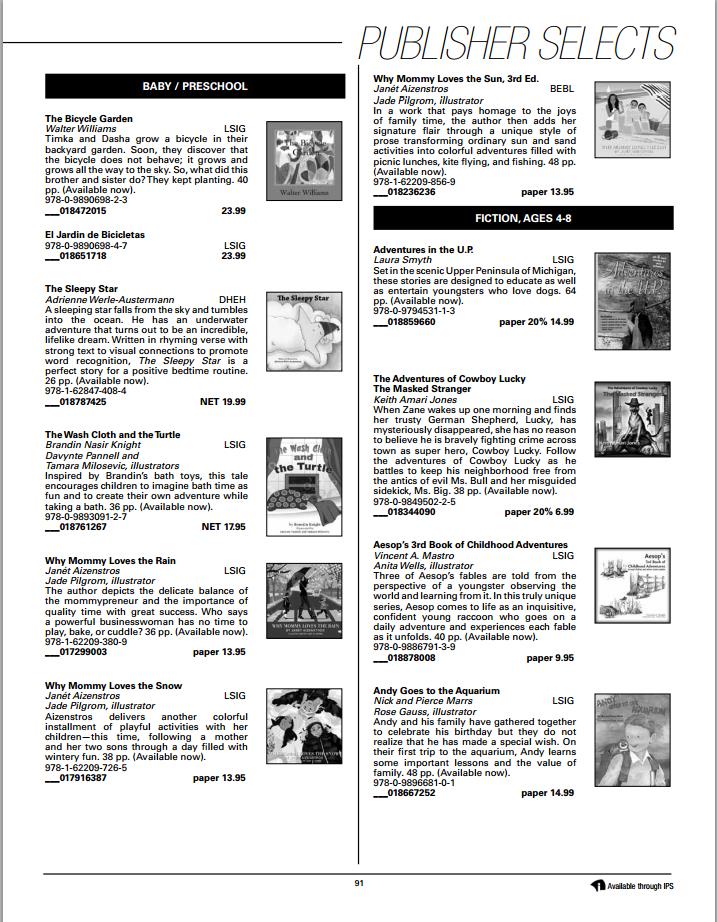 PUBLISHER SELECTS
BABY / PRESCHOOL
The Bicycle Garden
Walter Williams LSIG
Timka and Dasha grow a bicycle in their
backyard garden. Soon, they discover that
the bicycle does not behave; it grows and
grows all the way to the sky. So, what did this
brother and sister do? They kept planting. 40
pp. (Available now).
978-0-9890698-2-3
___018472015 23.99
The Bicycle
Garden
Walter Williams
El Jardin de Bicicletas
978-0-9890698-4-7 LSIG
___018651718 23.99
The Sleepy Star
Adrienne Werle-Austermann DHEH
A sleeping star falls from the sky and tumbles
into the ocean. He has an underwater
adventure that turns out to be an incredible,
lifelike dream. Written in rhyming verse with
strong text to visual connections to promote
word recognition, The Sleepy Star is a
perfect story for a positive bedtime routine.
26 pp. (Available now).
978-1-62847-408-4
___018787425 NET 19.99
The Sleepy Star
The Wash Cloth and the Turtle
Brandin Nasir Knight LSIG
Davynte Pannell and
Tamara Milosevic, illustrators
Inspired by Brandin's bath toys, this tale
encourages children to imagine bath time as
fun and to create their own adventure while
taking a bath. 36 pp. (Available now).
978-0-9893091-2-7
___018761267 NET 17.95
and
the Turtle
Why Mommy Loves the Rain
Janét Aizenstros LSIG
Jade Pilgrom, illustrator
The author depicts the delicate balance of
the mommypreneur and the importance of
quality time with great success. Who says
a powerful businesswoman has no time to
play, bake, or cuddle? 36 pp. (Available now).
978-1-62209-380-9
___017299003 paper 13.95
WHY MOMMY LOVES THE RAIN
Why Mommy Loves the Snow
Janét Aizenstros LSIG
Jade Pilgrom, illustrator
Aizenstros delivers another colorful
installment of playful activities with her
children—this time, following a mother
and her two sons through a day filled with
wintery fun. 38 pp. (Available now).
978-1-62209-726-5
___017916387 paper 13.95
Why Mommy Loves the Sun, 3rd Ed.
Janét Aizenstros BEBL
Jade Pilgrom, illustrator
In a work that pays homage to the joys
of family time, the author then adds her
signature flair through a unique style of
prose transforming ordinary sun and sand
activities into colorful adventures filled with
picnic lunches, kite flying, and fishing. 48 pp.
(Available now).
978-1-62209-856-9
___018236236 paper 13.95
FICTION, AGES 4-8
Adventures in the U.P.
Laura Smyth LSIG
Set in the scenic Upper Peninsula of Michigan,
these stories are designed to educate as well
as entertain youngsters who love dogs. 64
pp. (Available now).
978-0-9794531-1-3
___018859660 paper 20% 14.99
Adventures
in the U.P.
The Adventures of Cowboy Lucky
The Masked Stranger
Keith Amari Jones LSIG
When Zane wakes up one morning and finds
her trusty German Shepherd, Lucky, has
mysteriously disappeared, she has no reason
to believe he is bravely fighting crime across
town as super hero, Cowboy Lucky. Follow
the adventures of Cowboy Lucky as he
battles to keep his neighborhood free from
the antics of evil Ms. Bull and her misguided
sidekick, Ms. Big. 38 pp. (Available now).
978-0-9849502-2-5
___018344090 paper 20% 6.99
The Adventures of Cowboy Lucky
The Masked Stranger
Aesop's 3rd Book of Childhood Adventures
Vincent A. Mastro LSIG
Anita Wells, illustrator
Three of Aesop's fables are told from the
perspective of a youngster observing the
world and learning from it. In this truly unique
series, Aesop comes to life as an inquisitive,
confident young raccoon who goes on a
daily adventure and experiences each fable
as it unfolds. 40 pp. (Available now).
978-0-9886791-3-9
___018878008 paper 9.95
Aesop's
3rd Book of
Childhood Adventures
Andy Goes to the Aquarium
Nick and Pierce Marrs LSIG
Rose Gauss, illustrator
Andy and his family have gathered together
to celebrate his birthday but they do not
realize that he has made a special wish. On
their first trip to the aquarium, Andy learns
some important lessons and the value of
family. 48 pp. (Available now).
978-0-9896681-0-1
___018667252 paper 14.99
91
Available through IPS